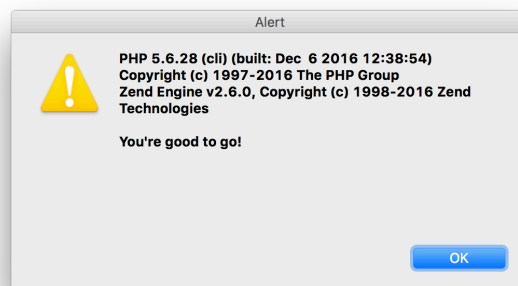 Alert
PHP 5.6.28 (cli) (built: Dec  6 2016 12:38:54)
Copyright (c) 1997-2016 The PHP Group
Zend Engine v2.6.0, Copyright (c) 1998-2016 Zend
Technologies
You're good to go!
OK